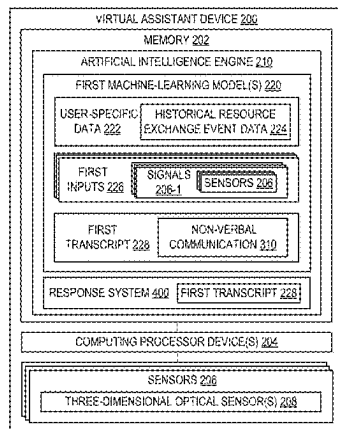 VIRTUAL ASSISTANT DEVICE 200
MEMORY 202
ARTIFICIAL INTELLIGENCE ENGINE 210
FIRST MACHINE-LEARNING MODEL(S) 220
USER-SPECIFIC
DATA 222
HISTORICAL RESOURCE
EXCHANGE EVENT DATA 224
FIRST
INPUTS 226
SIGNALS
206-1
SENSORS 206
FIRST
TRANSCRIPT 228
NON-VERBAL
COMMUNICATION 310
RESPONSE SYSTEM 400
FIRST TRANSCRIPT 228
COMPUTING PROCESSOR DEVICE(S) 204
SENSORS 206
THREE-DIMENSIONAL OPTICAL SENSOR(S) 208